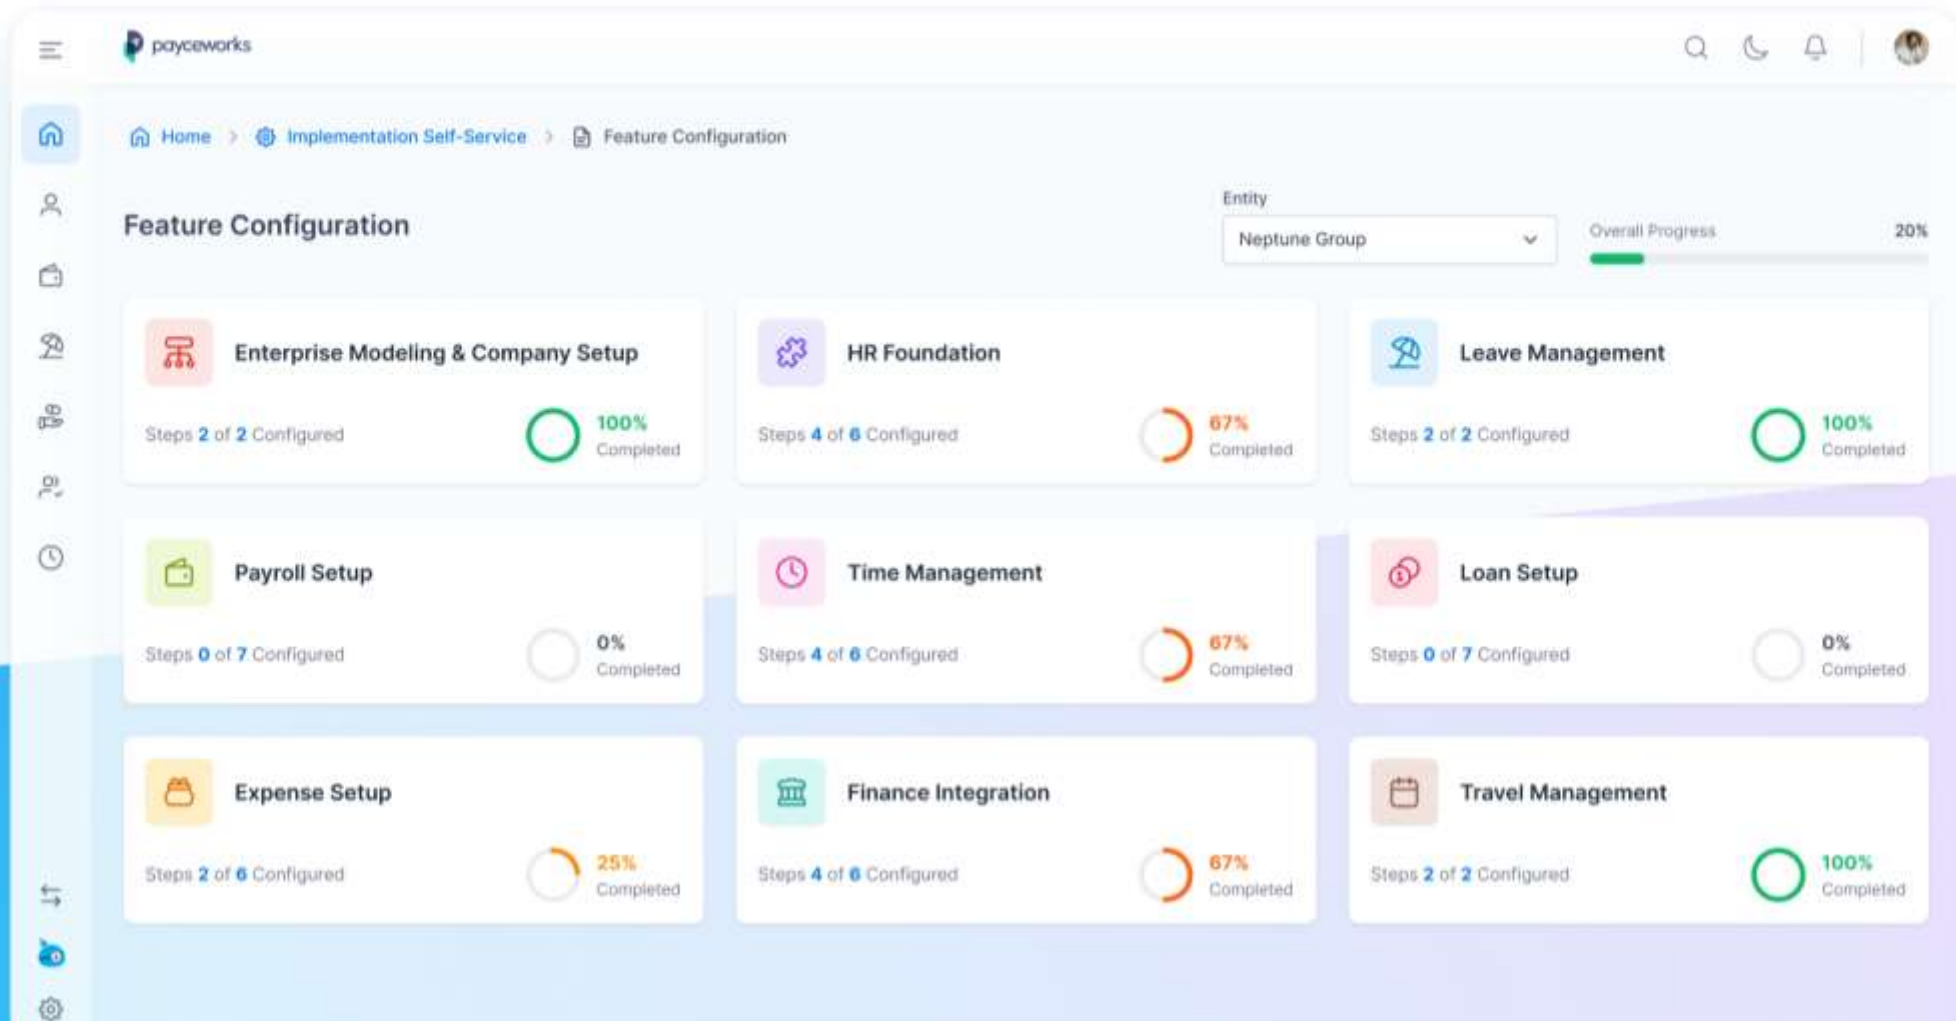 payceworks
Home > Implementation Self-Service > Feature Configuration
Feature Configuration
Entity
Neptune Group
Overall Progress 20%
Enterprise Modeling & Company Setup
Steps 2 of 2 Configured
100%
Completed
HR Foundation
Steps 4 of 6 Configured
67%
Completed
Leave Management
Steps 2 of 2 Configured
100%
Completed
Payroll Setup
Steps 0 of 7 Configured
0%
Completed
Time Management
Steps 4 of 6 Configured
67%
Completed
Loan Setup
Steps 0 of 7 Configured
0%
Completed
Expense Setup
Steps 2 of 6 Configured
25%
Completed
Finance Integration
Steps 4 of 6 Configured
67%
Completed
Travel Management
Steps 2 of 2 Configured
100%
Completed